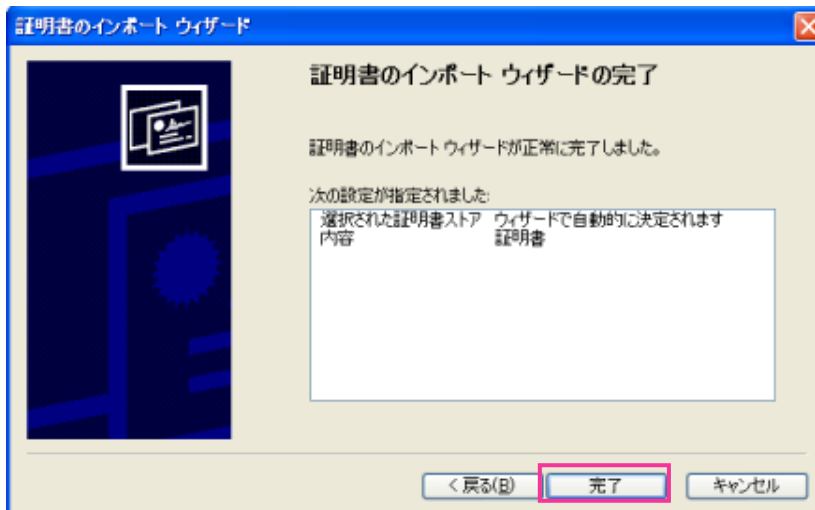 証明書のインポート ウィザード
証明書のインポート ウィザードの完了
証明書のインポート ウィザードが正常に完了しました。
次の設定が指定されました:
選択された証明書ストア ウィザードで自動的に決定されます
内容 証明書
< 戻る(B) 完了 キャンセル